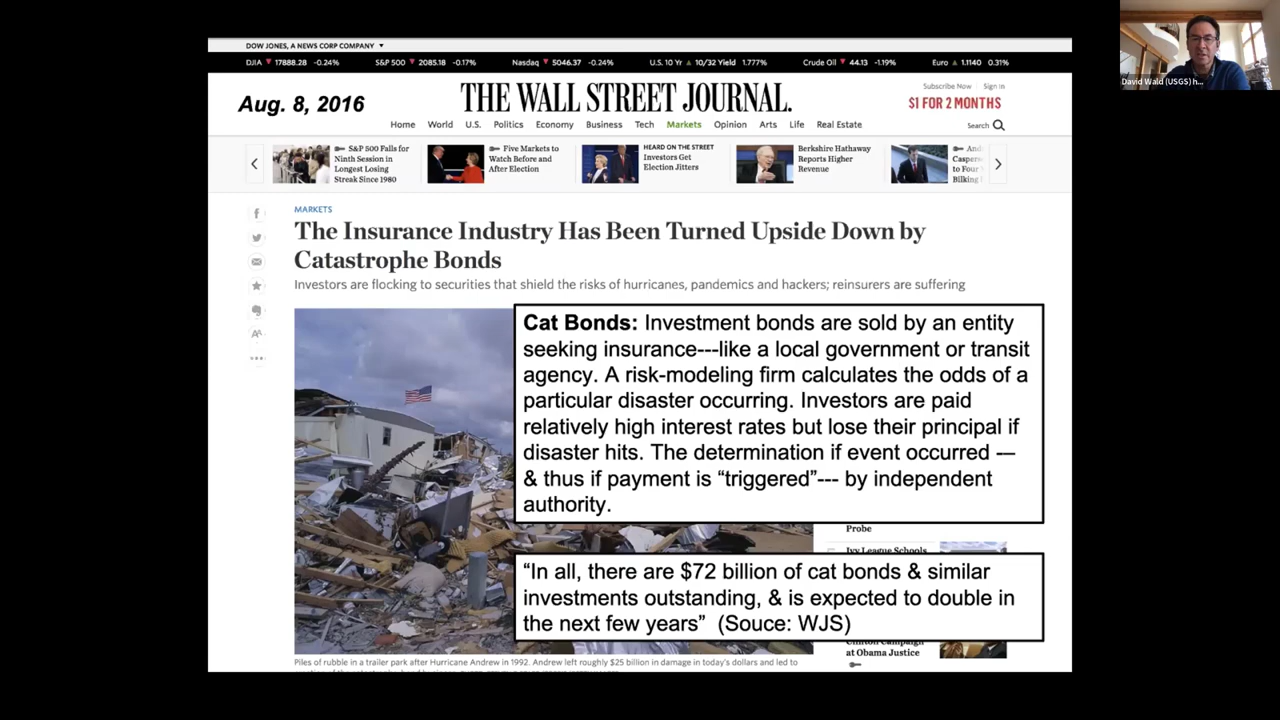 DOW JONES, A NEWS CORP COMPANY ▼
DJIA ▼ 17888.28 -0.24% S&P 500 ▼ 2085.18 -0.17% Nasdaq ▼ 5046.37 -0.24% U.S. 10 Yr ▲ 10/32 Yield 1.777% Crude Oil ▼ 44.13 -1.19% Euro ▲ 1.1140 0.31%
David Wald (USGS) h...
Aug. 8, 2016
THE WALL STREET JOURNAL.
Subscribe Now | Sign In
$1 FOR 2 MONTHS
Home World U.S. Politics Economy Business Tech Markets Opinion Arts Life Real Estate
Search
S&P 500 Falls for
Ninth Session in
Longest Losing
Streak Since 1980
Five Markets to
Watch Before and
After Election
HEARD ON THE STREET
Investors Get
Election Jitters
Berkshire Hathaway
Reports Higher
Revenue
to Four
Bilking
MARKETS
The Insurance Industry Has Been Turned Upside Down by
Catastrophe Bonds
Investors are flocking to securities that shield the risks of hurricanes, pandemics and hackers; reinsurers are suffering
Cat Bonds: Investment bonds are sold by an entity
seeking insurance---like a local government or transit
agency. A risk-modeling firm calculates the odds of a
particular disaster occurring. Investors are paid
relatively high interest rates but lose their principal if
disaster hits. The determination if event occurred —
& thus if payment is “triggered”--- by independent
authority.
Probe
Ivy League Schools
“In all, there are $72 billion of cat bonds & similar
investments outstanding, & is expected to double in
the next few years” (Souce: WJS)
Clinton Campaign
at Obama Justice
Piles of rubble in a trailer park after Hurricane Andrew in 1992. Andrew left roughly $25 billion in damage in today's dollars and led to